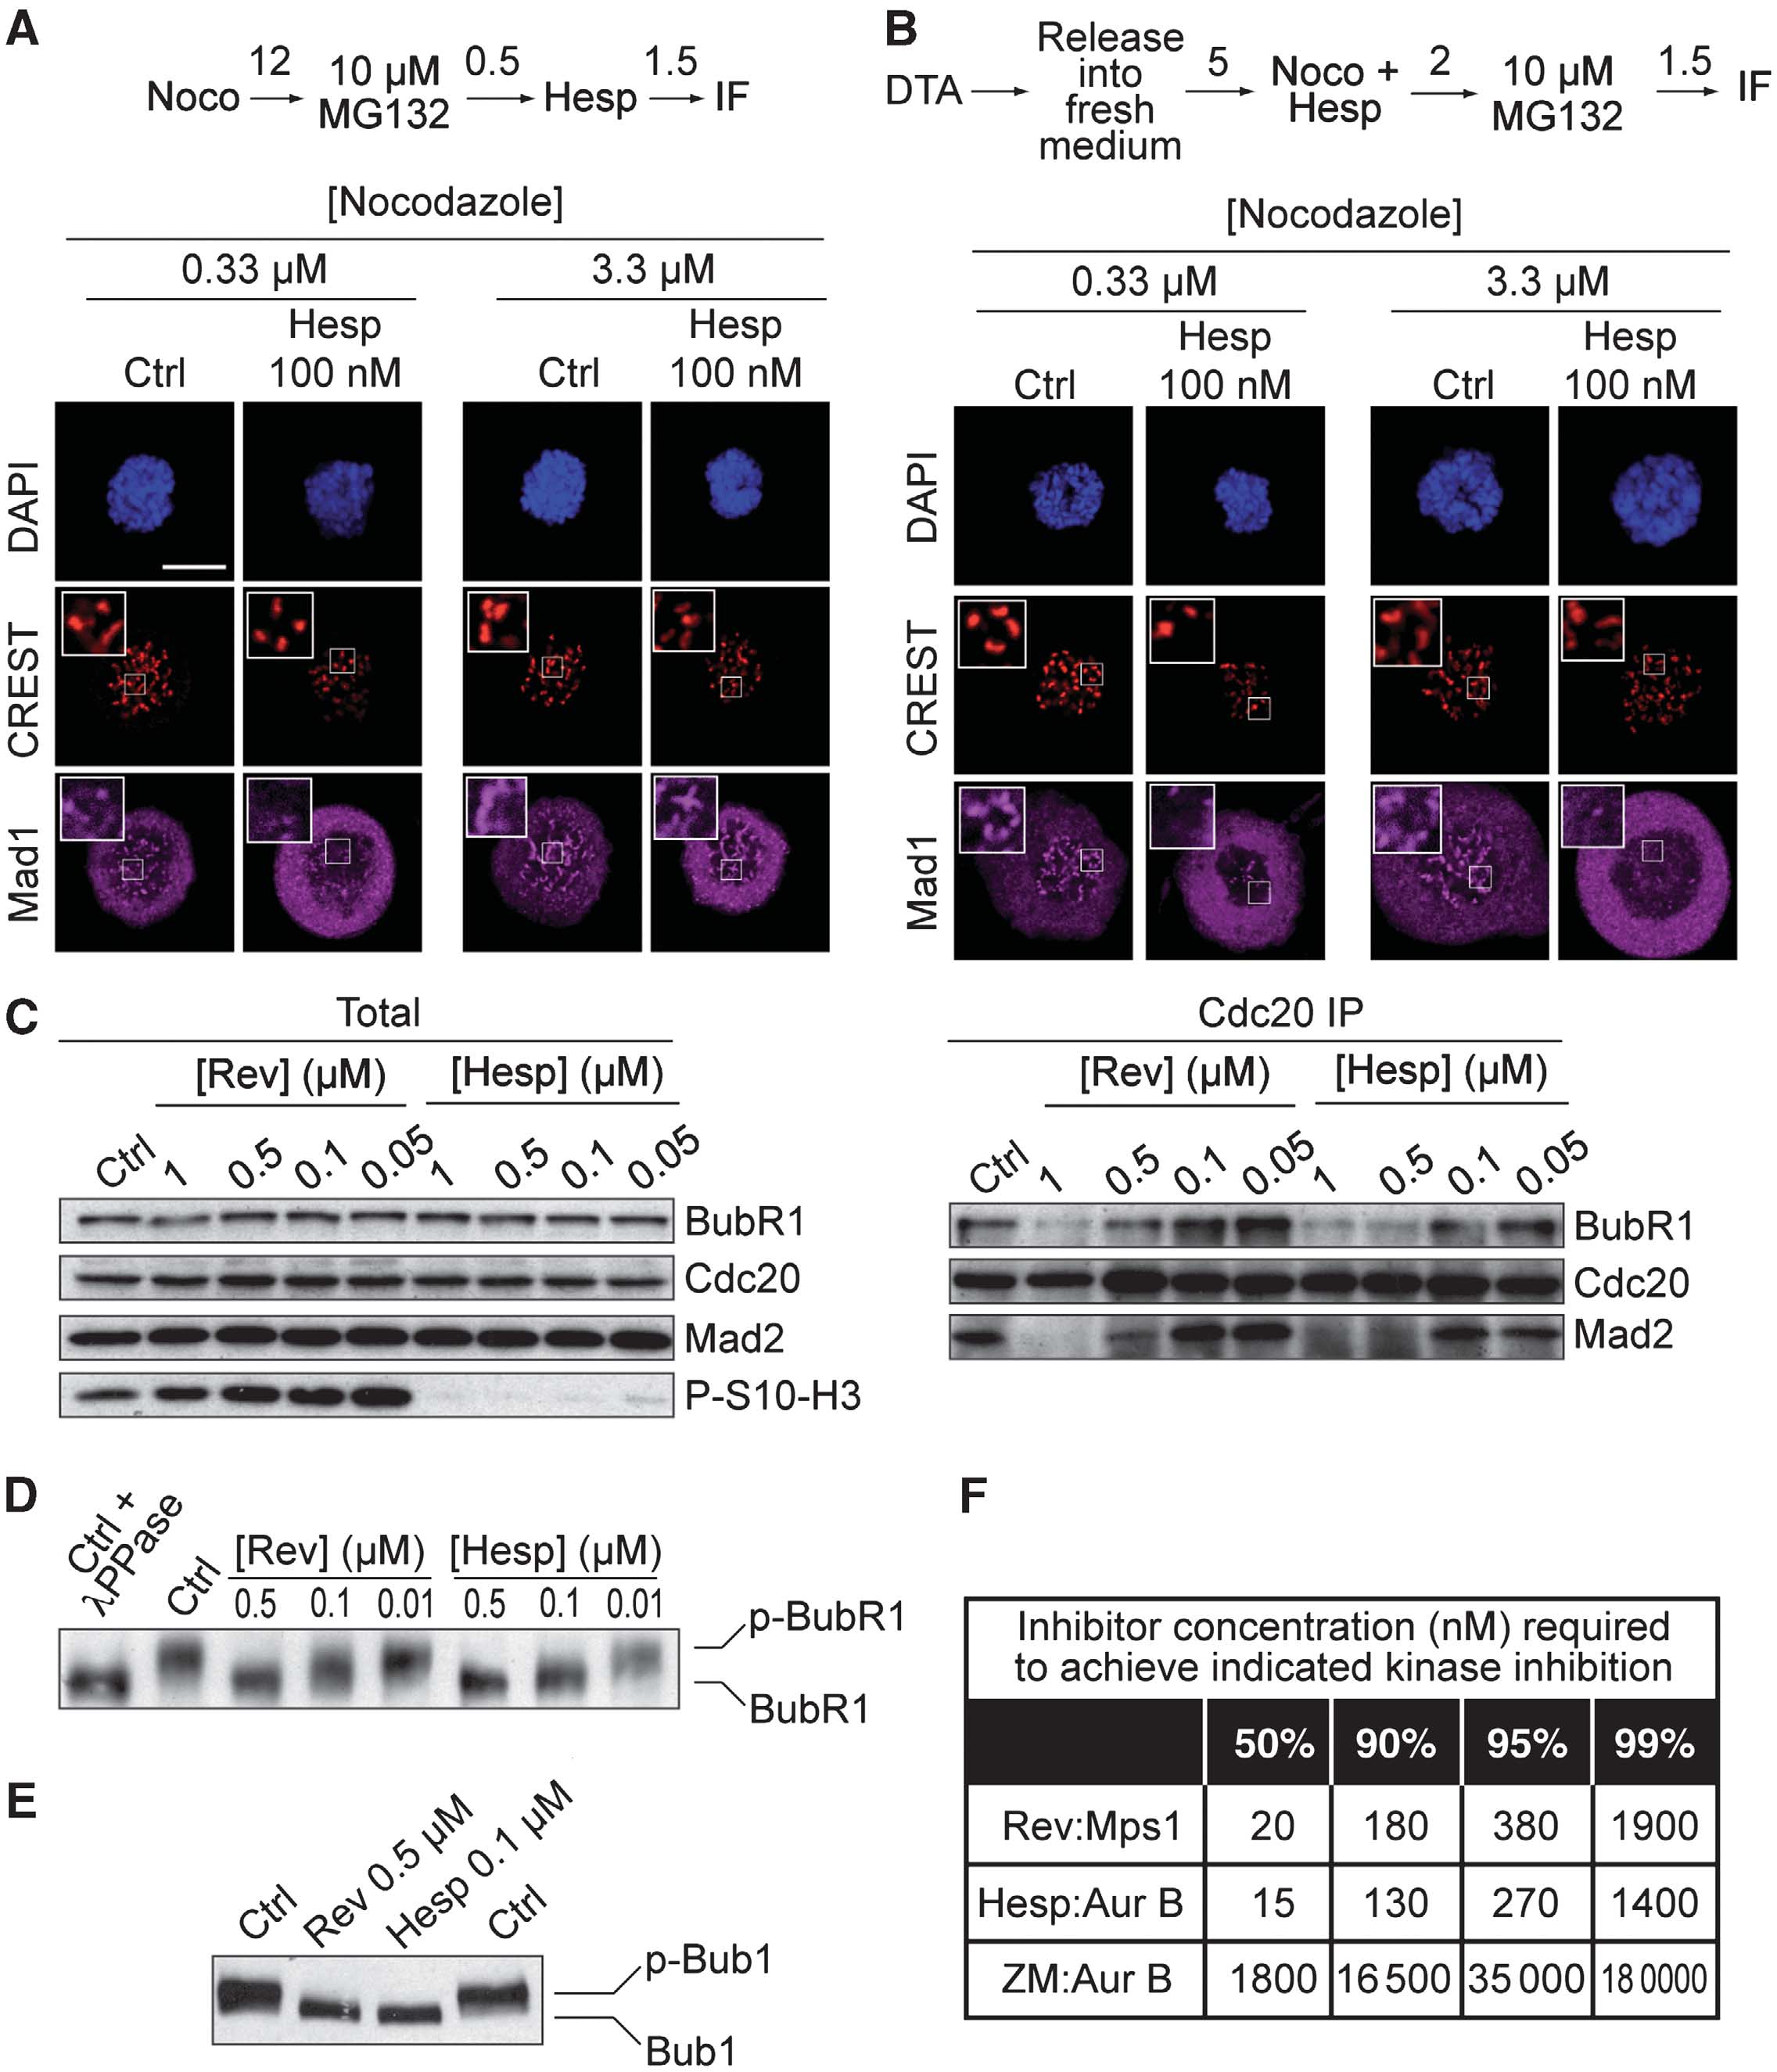 A
Noco 12 10 µM MG132 0.5 Hesp 1.5 IF
[Nocodazole]
0.33 µM 3.3 µM
Hesp Hesp
Ctrl 100 nM Ctrl 100 nM
DAPI
CREST
Mad1
B
DTA Release into fresh medium 5 Noco + Hesp 2 10 µM MG132 1.5 IF
[Nocodazole]
0.33 µM 3.3 µM
Hesp Hesp
Ctrl 100 nM Ctrl 100 nM
DAPI
CREST
Mad1
C
Total
[Rev] (µM) [Hesp] (µM)
Ctrl 1 0.5 0.1 0.05 1 0.5 0.1 0.05
BubR1
Cdc20
Mad2
P-S10-H3
Cdc20 IP
[Rev] (µM) [Hesp] (µM)
Ctrl 1 0.5 0.1 0.05 1 0.5 0.1 0.05
BubR1
Cdc20
Mad2
D
Ctrl +
λPPase
Ctrl
[Rev] (µM) [Hesp] (µM)
0.5 0.1 0.01 0.5 0.1 0.01
p-BubR1
BubR1
E
Ctrl Rev 0.5 µM Hesp 0.1 µM Ctrl
p-Bub1
Bub1
F
Inhibitor concentration (nM) required
to achieve indicated kinase inhibition
50% 90% 95% 99%
Rev:Mps1 20 180 380 1900
Hesp:Aur B 15 130 270 1400
ZM:Aur B 1800 16 500 35 000 18 0000